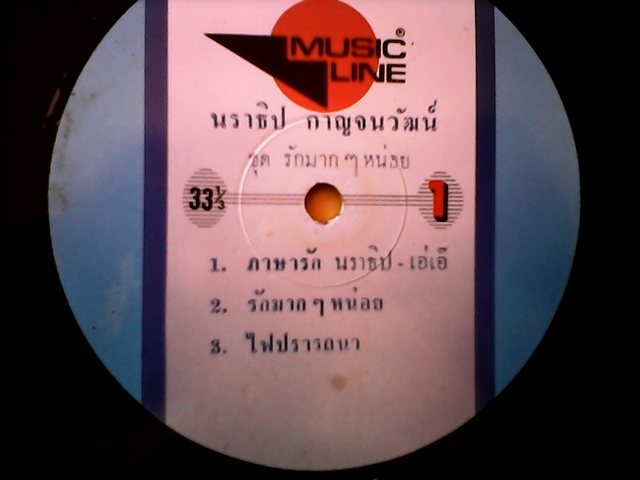 MUSIC®
LINE
นราธิป กาญจนวัฒน์
ชุด รักมาก ๆ หน่อย
33⅓ 1
1. ภาษารัก นราธิป - เอ๋เอ๊
2. รักมาก ๆ หน่อย
3. ไฟปรารถนา